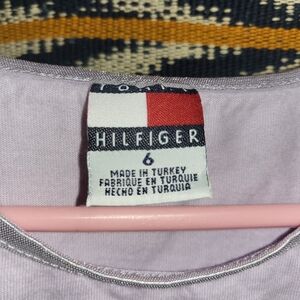 HILFIGER
6
MADE IN TURKEY
FABRIQUE EN TURQUIE
HECHO EN TURQUIA